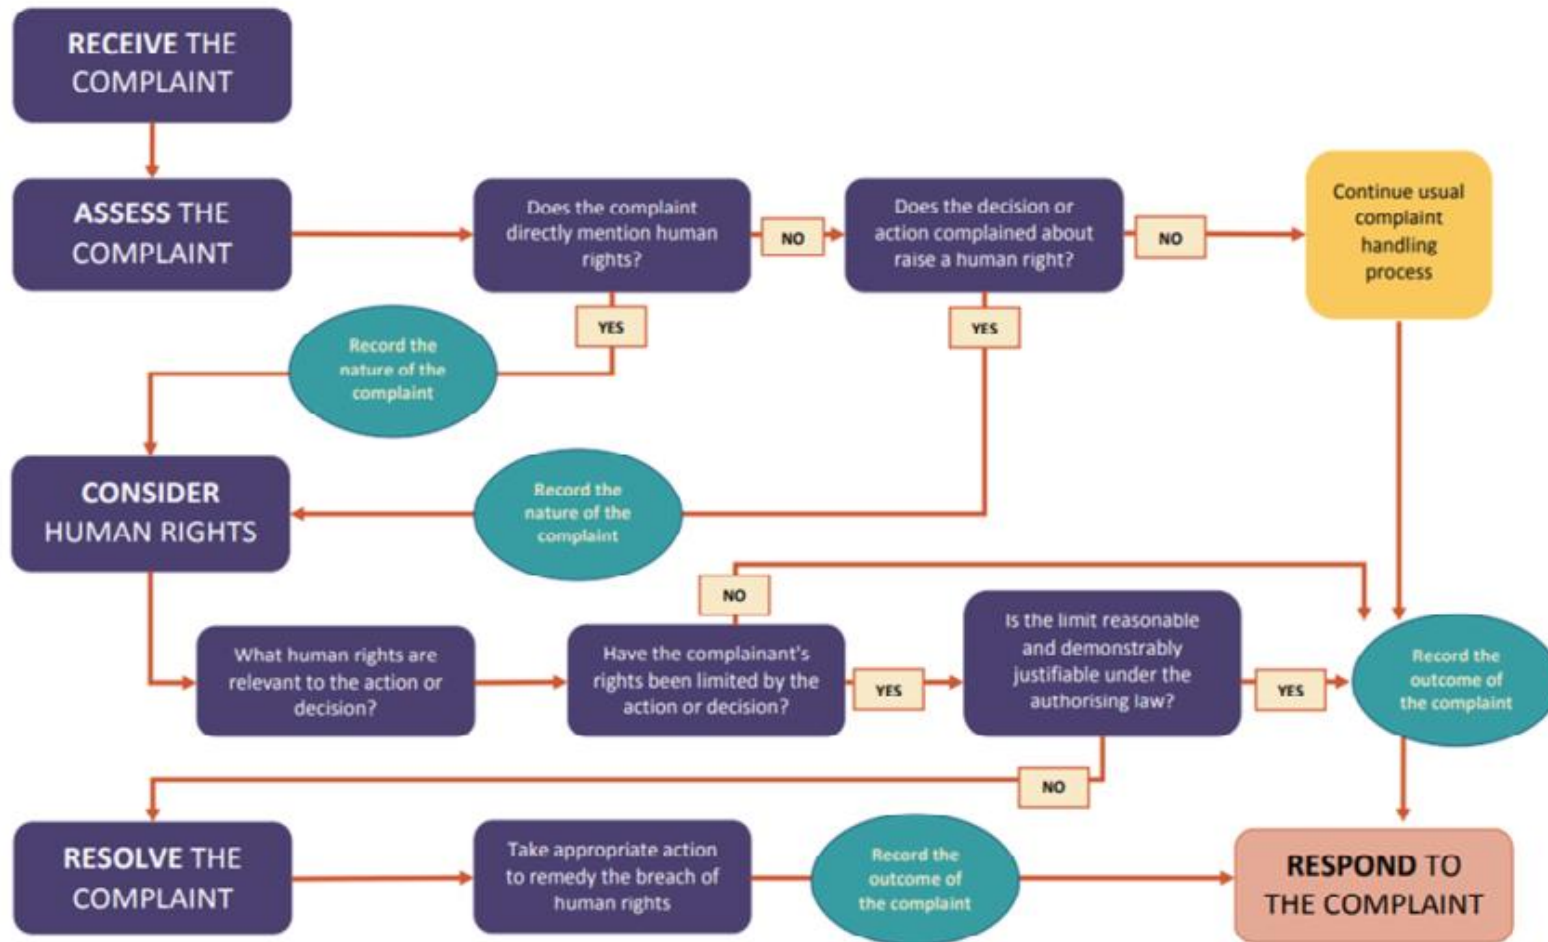 RECEIVE THE
COMPLAINT
ASSESS THE
COMPLAINT
Does the complaint
directly mention human
rights?
NO
Does the decision or
action complained about
raise a human right?
NO
Continue usual
complaint
handling
process
YES
YES
Record the
nature of the
complaint
CONSIDER
HUMAN RIGHTS
Record the
nature of the
complaint
NO
What human rights are
relevant to the action or
decision?
Have the complainant's
rights been limited by the
action or decision?
YES
Is the limit reasonable
and demonstrably
justifiable under the
authorising law?
YES
Record the
outcome of
the complaint
NO
RESOLVE THE
COMPLAINT
Take appropriate action
to remedy the breach of
human rights
Record the
outcome of
the complaint
RESPOND TO
THE COMPLAINT